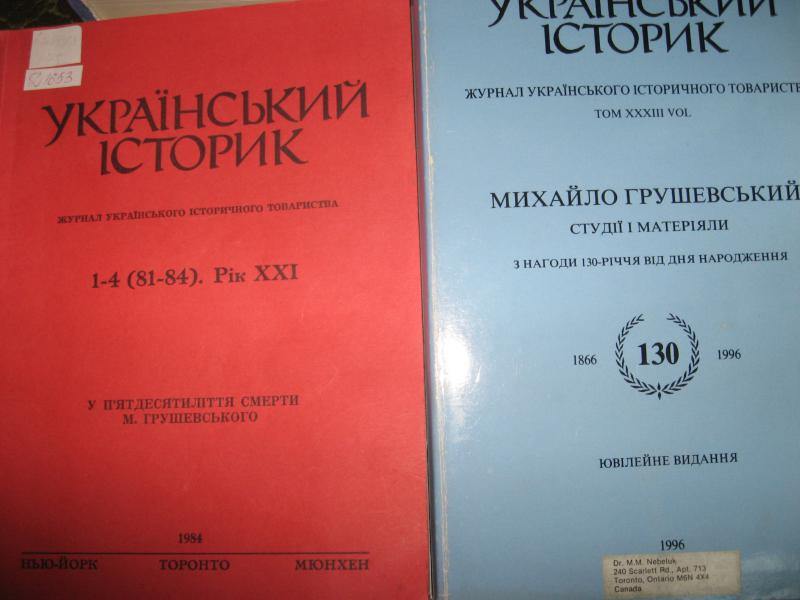 Б21653
УКРАЇНСЬКИЙ
ІСТОРИК
ЖУРНАЛ УКРАЇНСЬКОГО ІСТОРИЧНОГО ТОВАРИСТВА
1-4 (81-84). Рік XXI
У П'ЯТДЕСЯТИЛІТТЯ СМЕРТИ
М. ГРУШЕВСЬКОГО
1984
НЬЮ-ЙОРК ТОРОНТО МЮНХЕН
УКРАЇНСЬКИЙ
ІСТОРИК
ЖУРНАЛ УКРАЇНСЬКОГО ІСТОРИЧНОГО ТОВАРИСТВ
ТОМ XXXIII VOL
МИХАЙЛО ГРУШЕВСЬКИЙ
СТУДІЇ І МАТЕРІЯЛИ
З НАГОДИ 130-РІЧЧЯ ВІД ДНЯ НАРОДЖЕННЯ
1866 130 1996
ЮВІЛЕЙНЕ ВИДАННЯ
1996
Dr. M.M. Nebeluk
240 Scarlett Rd., Apt. 713
Toronto, Ontario M6N 4X4
Canada